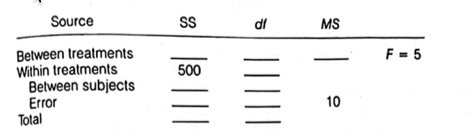 Source SS df MS
Between treatments F = 5
Within treatments 500
Between subjects
Error 10
Total